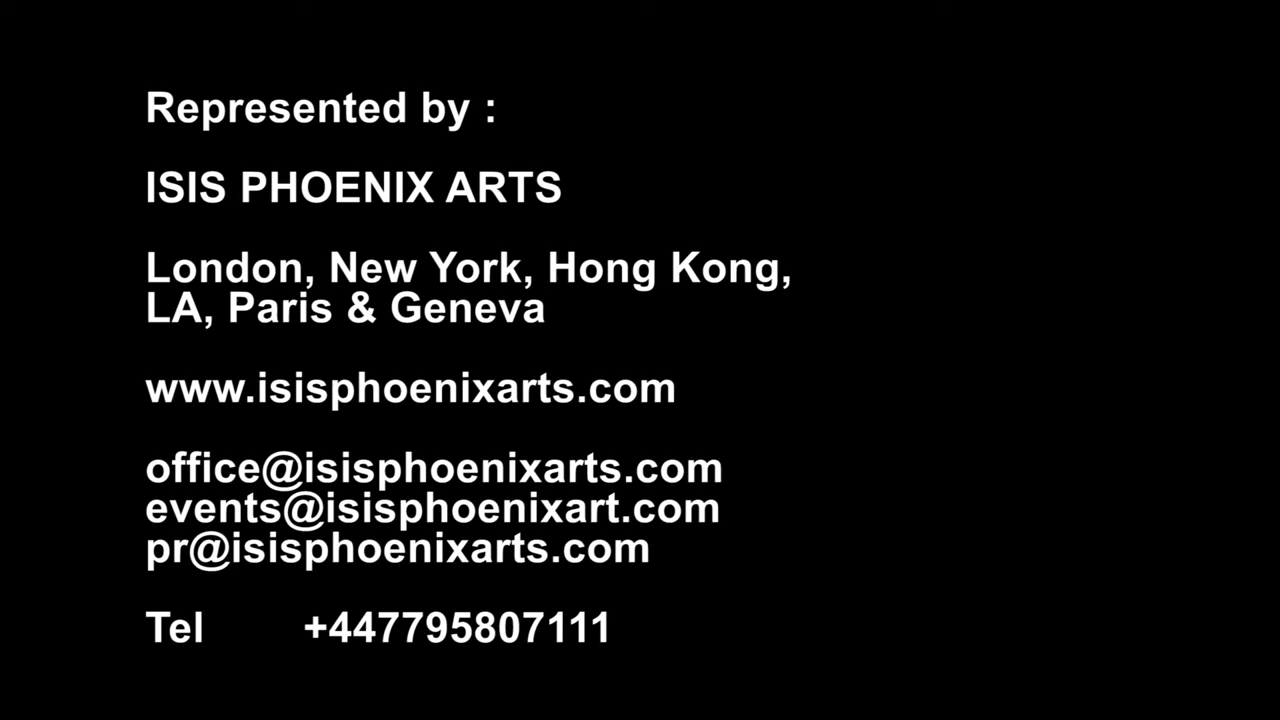 Represented by :
ISIS PHOENIX ARTS
London, New York, Hong Kong,
LA, Paris & Geneva
www.isisphoenixarts.com
office@isisphoenixarts.com
events@isisphoenixart.com
pr@isisphoenixarts.com
Tel +447795807111